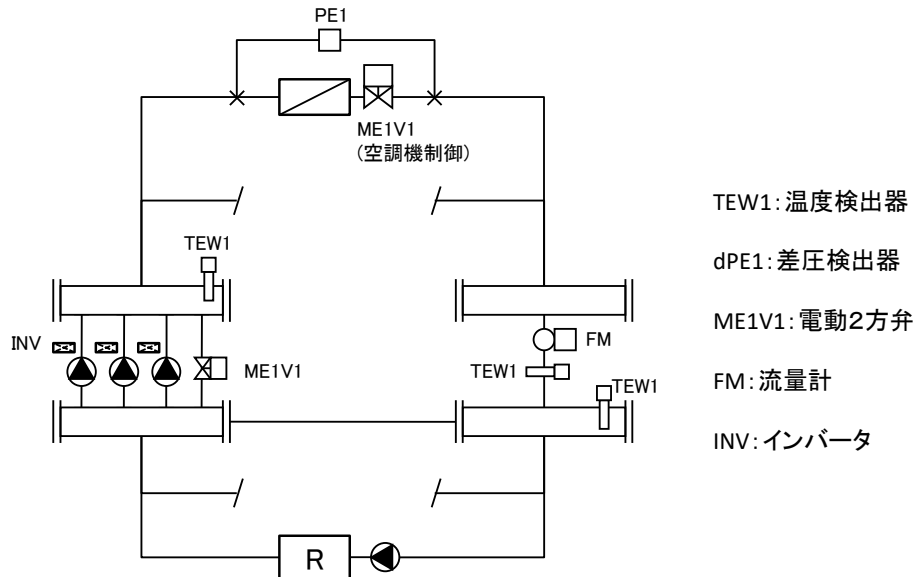 PE1
ME1V1
(空調機制御)
TEW1
INV
ME1V1
FM
TEW1
TEW1
R
TEW1:温度検出器
dPE1:差圧検出器
ME1V1:電動2方弁
FM:流量計
INV:インバータ